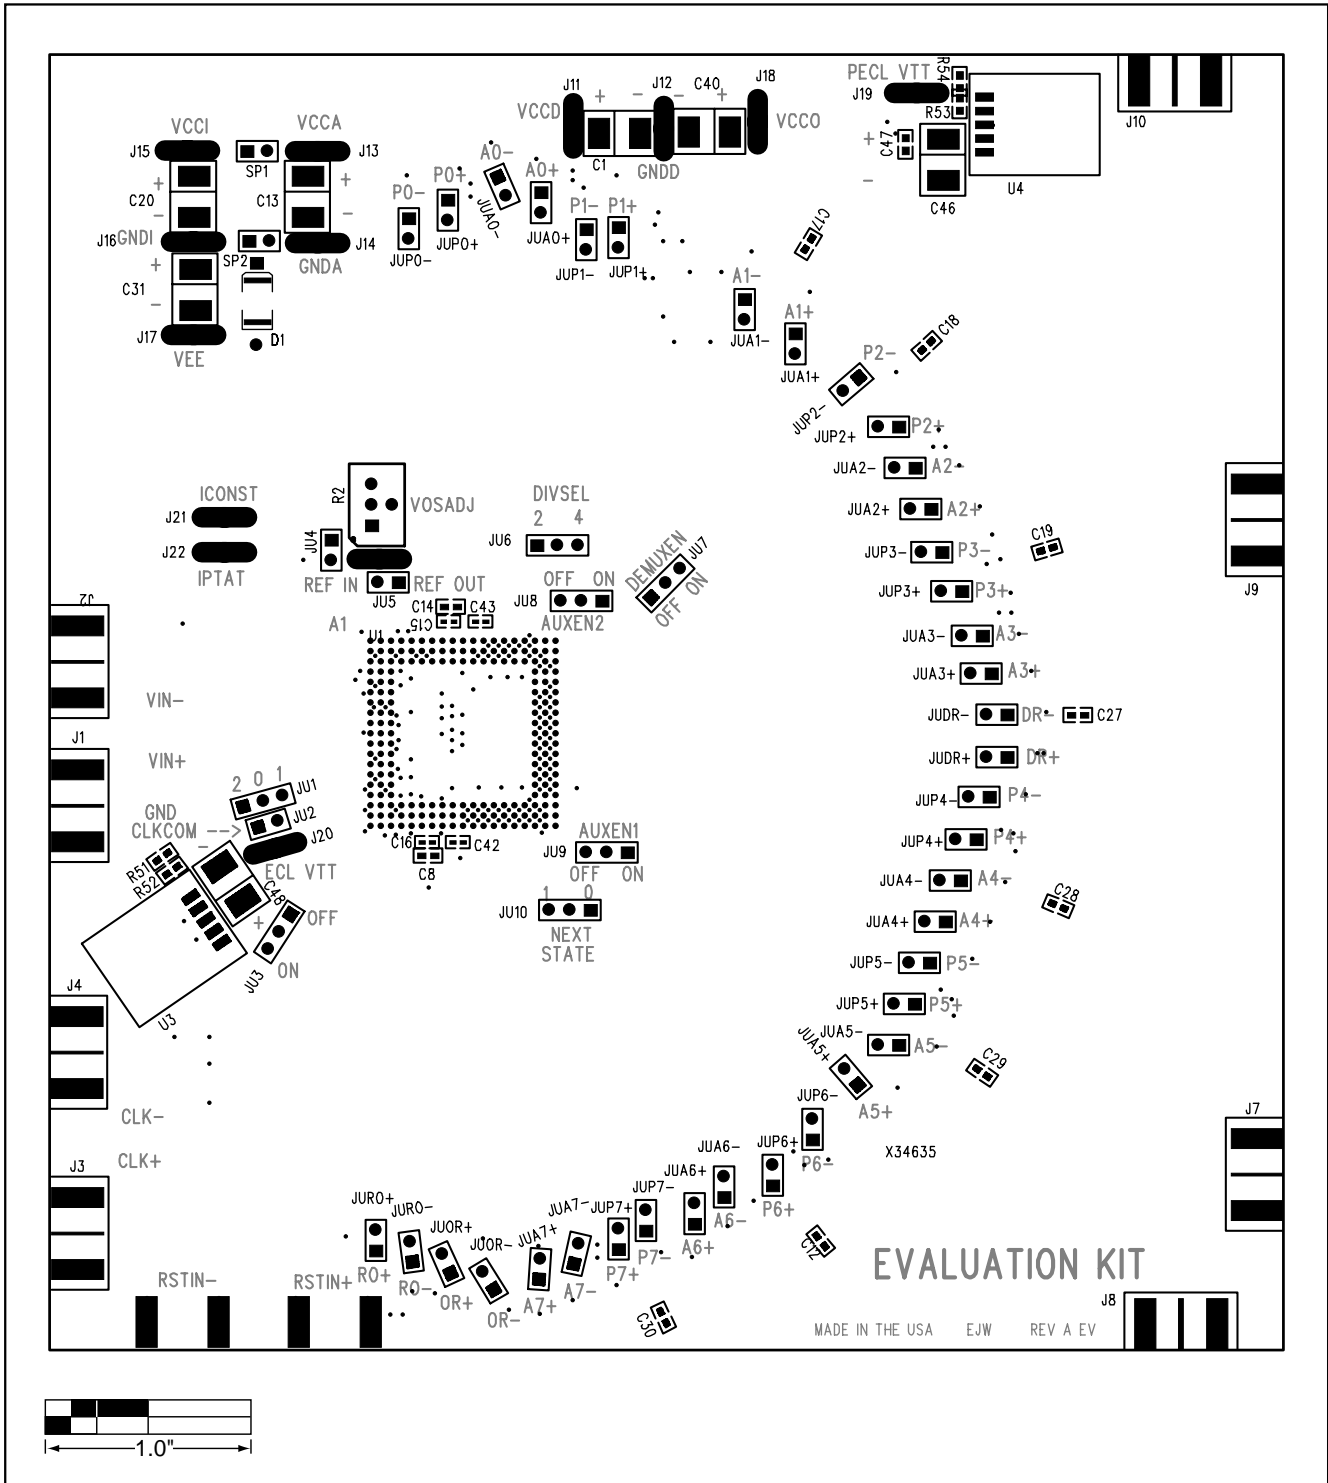 J11
J12
C40
J18
PECL VTT
R54
J19
R53
J10
VCCI
VCCA
VCCD
+
-
-
+
VCCO
C47
+
J15
J13
SP1
C1
GNDD
U4
A0-
A0+
P0-
P0+
-
+
+
C20
C13
P1-
P1+
C46
-
-
JUA0-
C17
J16
GNDI
J14
JUP0-
JUP0+
JUA0+
SP2
GNDA
JUP1-
JUP1+
+
A1-
C31
-
A1+
J17
D1
JUA1-
C18
VEE
P2-
JUA1+
JUP2-
JUP2+
P2+
JUA2-
A2-
R2
ICONST
VOSADJ
DIVSEL
J21
2 4
JUA2+
A2+
JU4
JU6
J22
DEMUXEN
JU7
JUP3-
P3-
C19
IPTAT
REF IN
REF OUT
OFF ON
JUP3+
P3+
J9
JU5
JU8
OFF ON
J2
C14
C43
A1
C15
AUXEN2
U1
JUA3-
A3-
JUA3+
A3+
VIN-
JUDR-
DR-
C27
J1
VIN+
JUDR+
DR+
2 0 1
JU1
JUP4-
P4-
GND
JU2
CLKCOM -->
J20
AUXEN1
JUP4+
P4+
-
C16
C42
JU9
R51
ECL VTT
C8
OFF ON
R52
JUA4-
A4-
C48
1 0
C28
+
OFF
JU10
JUA4+
A4+
NEXT
STATE
JUP5-
P5-
ON
JU3
J4
JUP5+
P5+
U3
JUA5-
A5-
JUA5+
C29
JUP6-
CLK-
A5+
J7
JUA6-
JUP6+
X34635
CLK+
P6-
J3
JUA6+
JUR0+
JUR0-
JUA7-
JUP7-
JUP7+
P6+
JUOR+
JUOR-
JUA7+
A6-
A6+
C12
P7-
RSTIN-
RSTIN+
R0+
R0-
P7+
EVALUATION KIT
OR+
OR-
A7+
A7-
J8
C30
MADE IN THE USA EJW REV A EV
1.0"